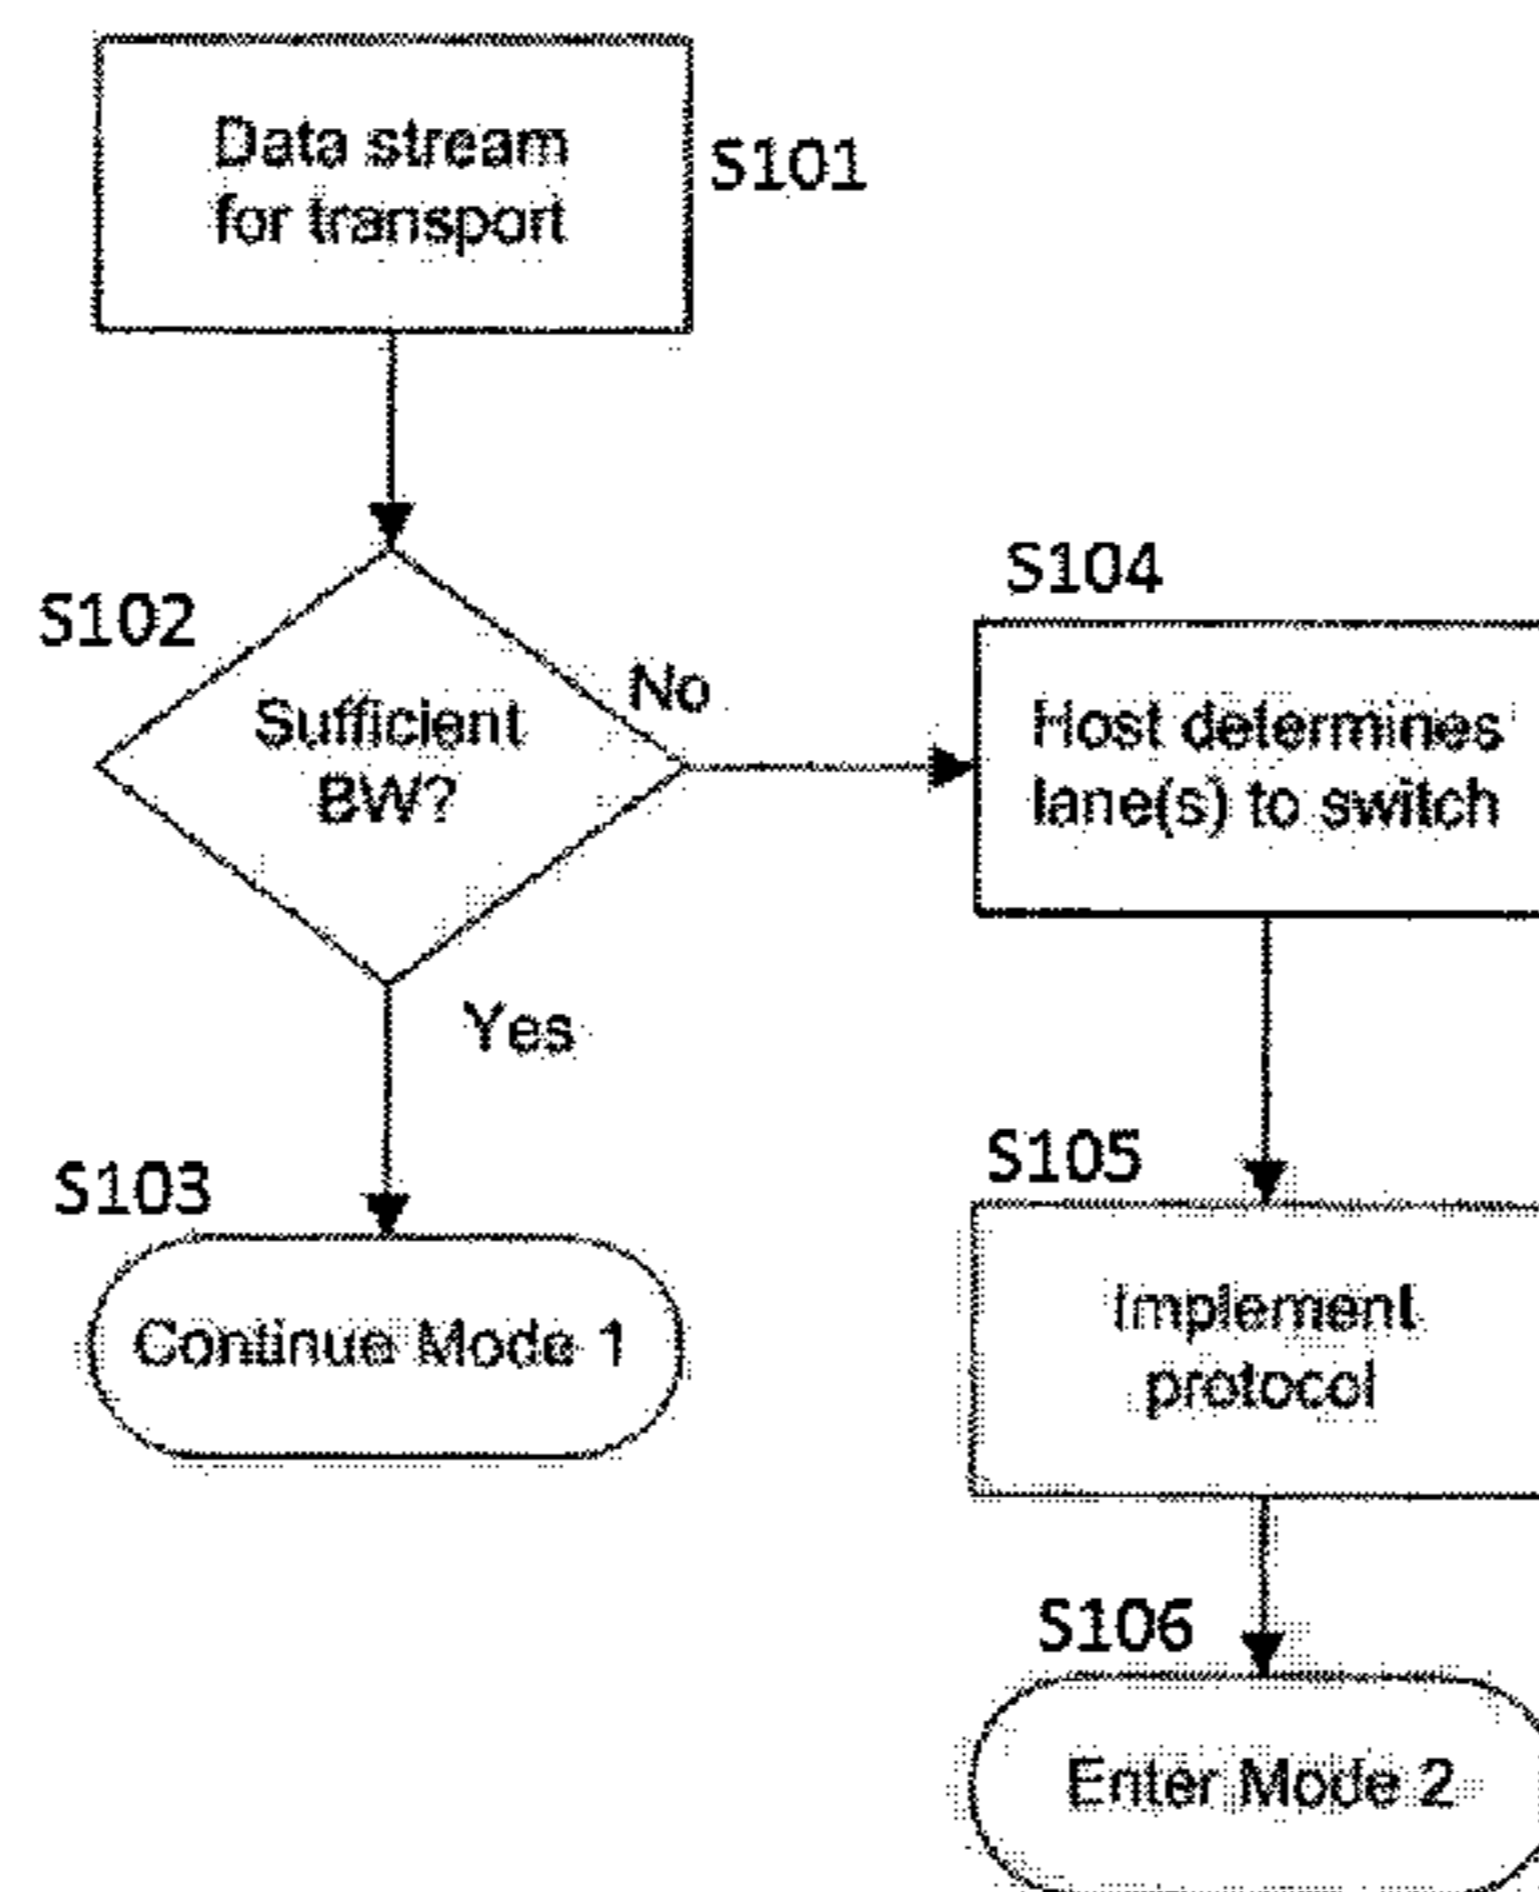 Data stream
for transport
S101
S102
Sufficient
BW?
No
Yes
S103
Continue Mode 1
S104
Host determines
lane(s) to switch
S105
Implement
protocol
S106
Enter Mode 2